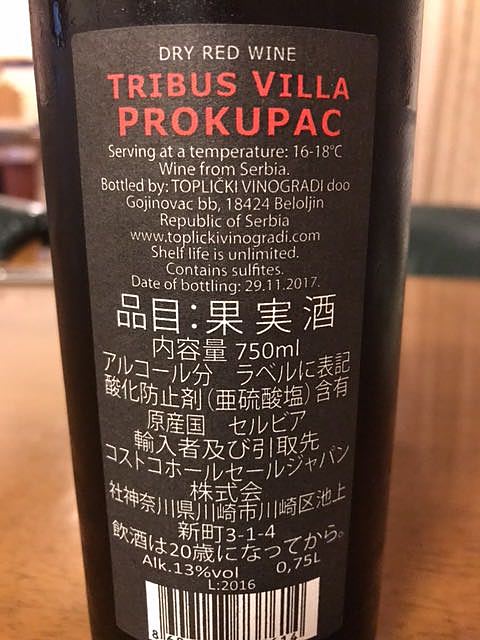 DRY RED WINE
TRIBUS VILLA
PROKUPAC
Serving at a temperature: 16-18°C
Wine from Serbia.
Bottled by: TOPLIČKI VINOGRADI doo
Gojinovac bb, 18424 Beloljin
Republic of Serbia
www.toplickivinogradi.com
Shelf life is unlimited.
Contains sulfites.
Date of bottling: 29.11.2017.
品目:果実酒
内容量 750ml
アルコール分 ラベルに表記
酸化防止剤(亜硫酸塩)含有
原産国 セルビア
輸入者及び引取先
コストコホールセールジャパン
株式会
社神奈川県川崎市川崎区池上
新町3-1-4
飲酒は20歳になってから。
Alk.13%vol 0,75L
L:2016